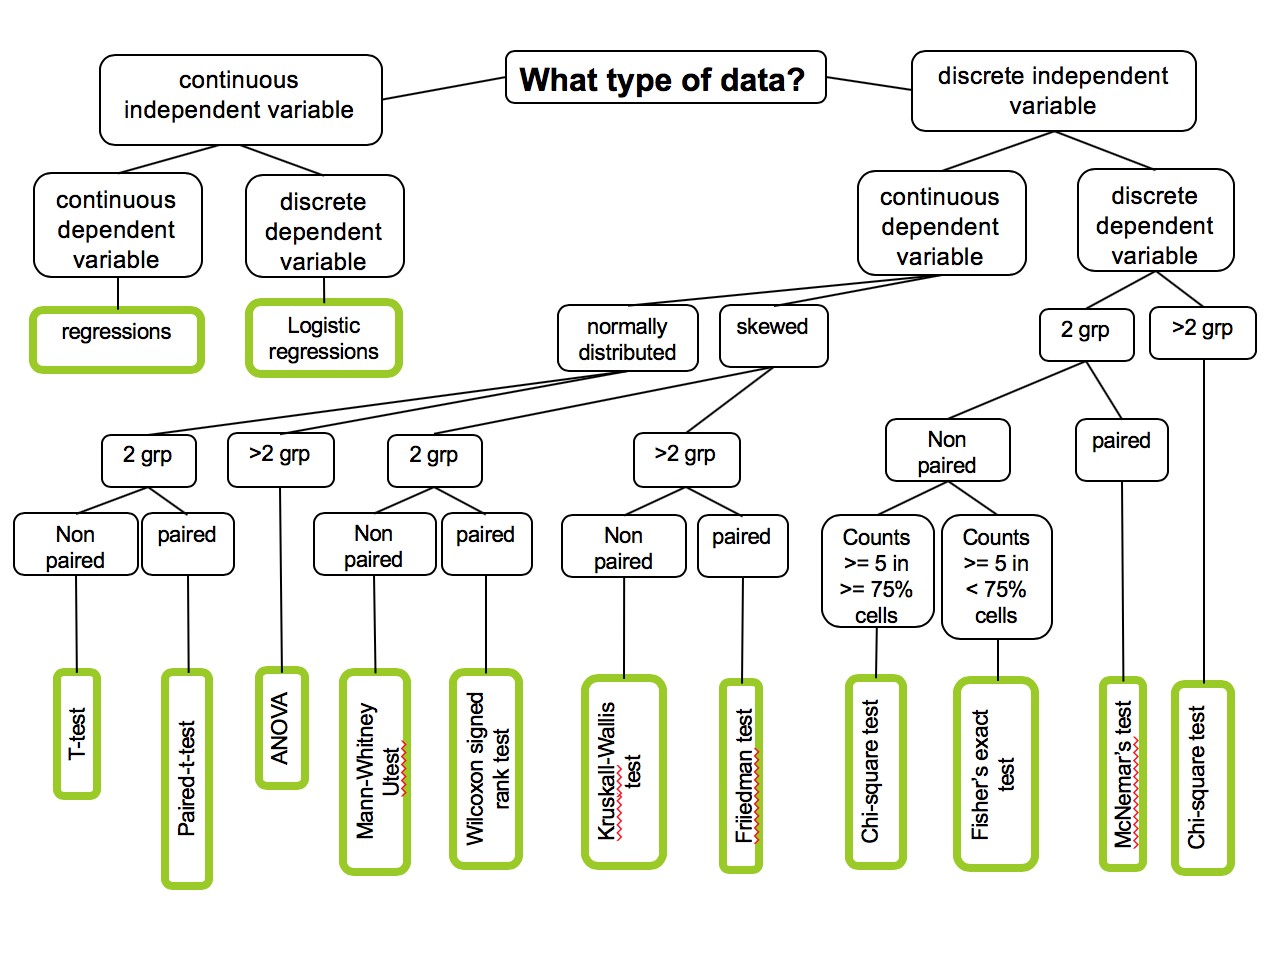 What type of data?
continuous
independent variable
discrete independent
variable
continuous
dependent
variable
discrete
dependent
variable
continuous
dependent
variable
discrete
dependent
variable
regressions
Logistic
regressions
normally
distributed
skewed
2 grp
>2 grp
2 grp
>2 grp
2 grp
>2 grp
Non
paired
paired
Non
paired
paired
Non
paired
paired
Non
paired
paired
Counts
>= 5 in
>= 75%
cells
Counts
>= 5 in
< 75%
cells
T-test
Paired-t-test
ANOVA
Mann-Whitney
Utest
Wilcoxon signed
rank test
Kruskall-Wallis
test
Friiedman test
Chi-square test
Fisher’s exact
test
McNemar’s test
Chi-square test